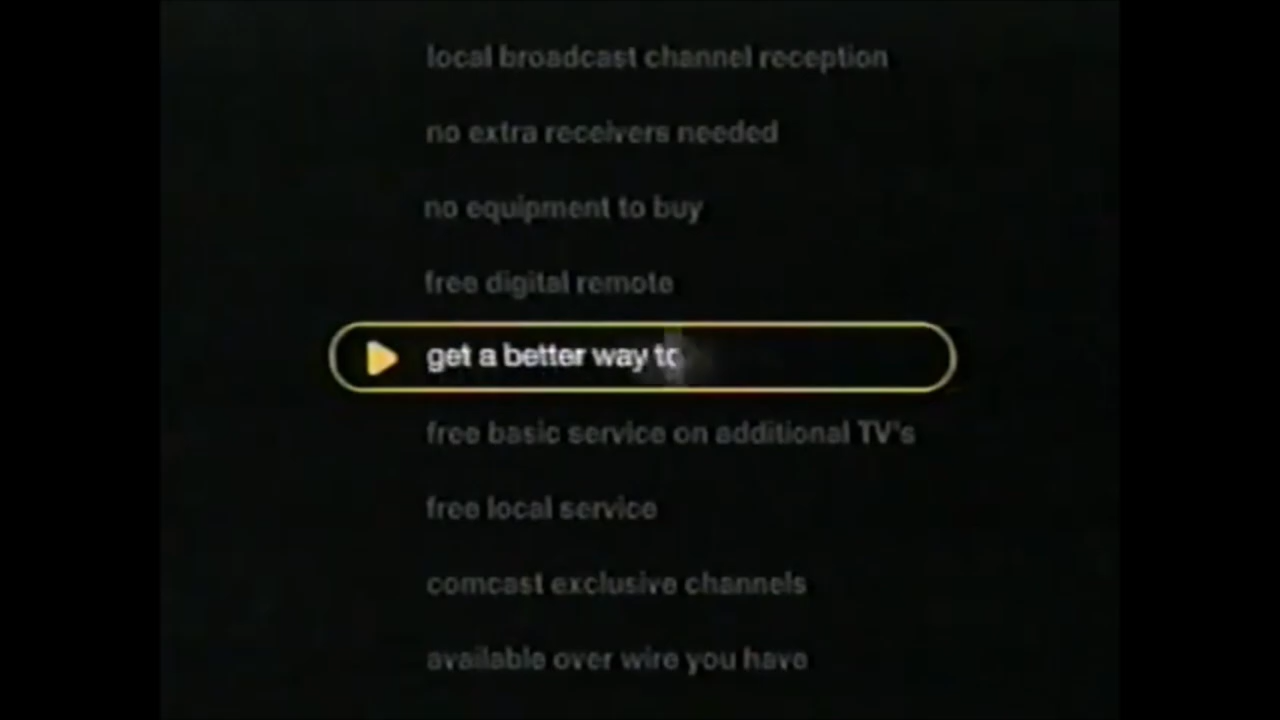 local broadcast channel reception
no extra receivers needed
no equipment to buy
free digital remote
get a better way to
free basic service on additional TV's
free local service
comcast exclusive channels
available over wire you have